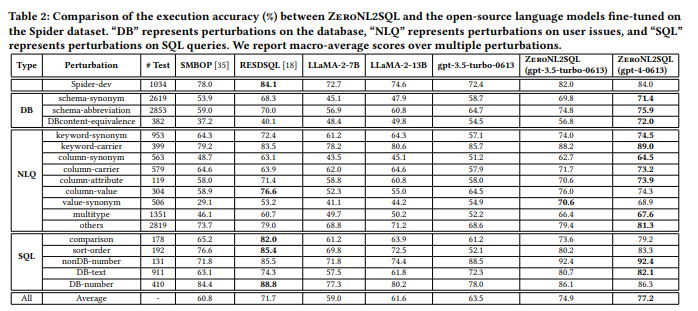 Table 2: Comparison of the execution accuracy (%) between ZeroNL2SQL and the open-source language models fine-tuned on
the Spider dataset. “DB” represents perturbations on the database, “NLQ” represents perturbations on user issues, and “SQL”
represents perturbations on SQL queries. We report macro-average scores over multiple perturbations.
Type Perturbation # Test SMBOP [35] RESDSQL [18] LLaMA-2-7B LLaMA-2-13B gpt-3.5-turbo-0613 ZeroNL2SQL (gpt-3.5-turbo-0613) ZeroNL2SQL (gpt-4-0613)
Spider-dev 1034 78.0 84.1 72.7 74.6 72.4 82.0 84.0
DB
schema-synonym 2619 53.9 68.3 45.1 47.9 58.7 69.8 71.4
schema-abbreviation 2853 59.0 70.0 56.9 60.8 64.7 74.8 75.9
DBcontent-equivalence 382 37.2 40.1 48.4 49.8 54.5 56.8 72.0
NLQ
keyword-synonym 953 64.3 72.4 61.2 64.3 57.1 74.0 74.5
keyword-carrier 399 79.2 83.5 78.2 80.6 85.7 88.2 89.0
column-synonym 563 48.7 63.1 43.5 45.1 51.2 62.7 64.5
column-carrier 579 64.6 63.9 62.0 64.6 57.9 71.7 73.2
column-attribute 119 58.0 71.4 58.8 60.8 58.0 70.6 73.9
column-value 304 58.9 76.6 52.3 55.0 64.5 76.0 74.3
value-synonym 506 29.1 53.2 41.1 44.2 54.9 70.6 68.9
multitype 1351 46.1 60.7 49.7 50.2 52.2 66.4 67.6
others 2819 73.7 79.0 68.8 71.2 68.6 79.4 81.3
SQL
comparison 178 65.2 82.0 61.2 63.9 61.2 73.6 79.2
sort-order 192 76.6 85.4 69.8 72.5 52.1 80.2 83.3
nonDB-number 131 71.8 85.5 71.8 74.4 88.5 92.4 92.4
DB-text 911 63.1 74.3 57.5 61.8 72.3 80.7 82.1
DB-number 410 84.4 88.8 77.3 80.2 78.0 86.1 86.3
All Average - 60.8 71.7 59.0 61.6 63.5 74.9 77.2